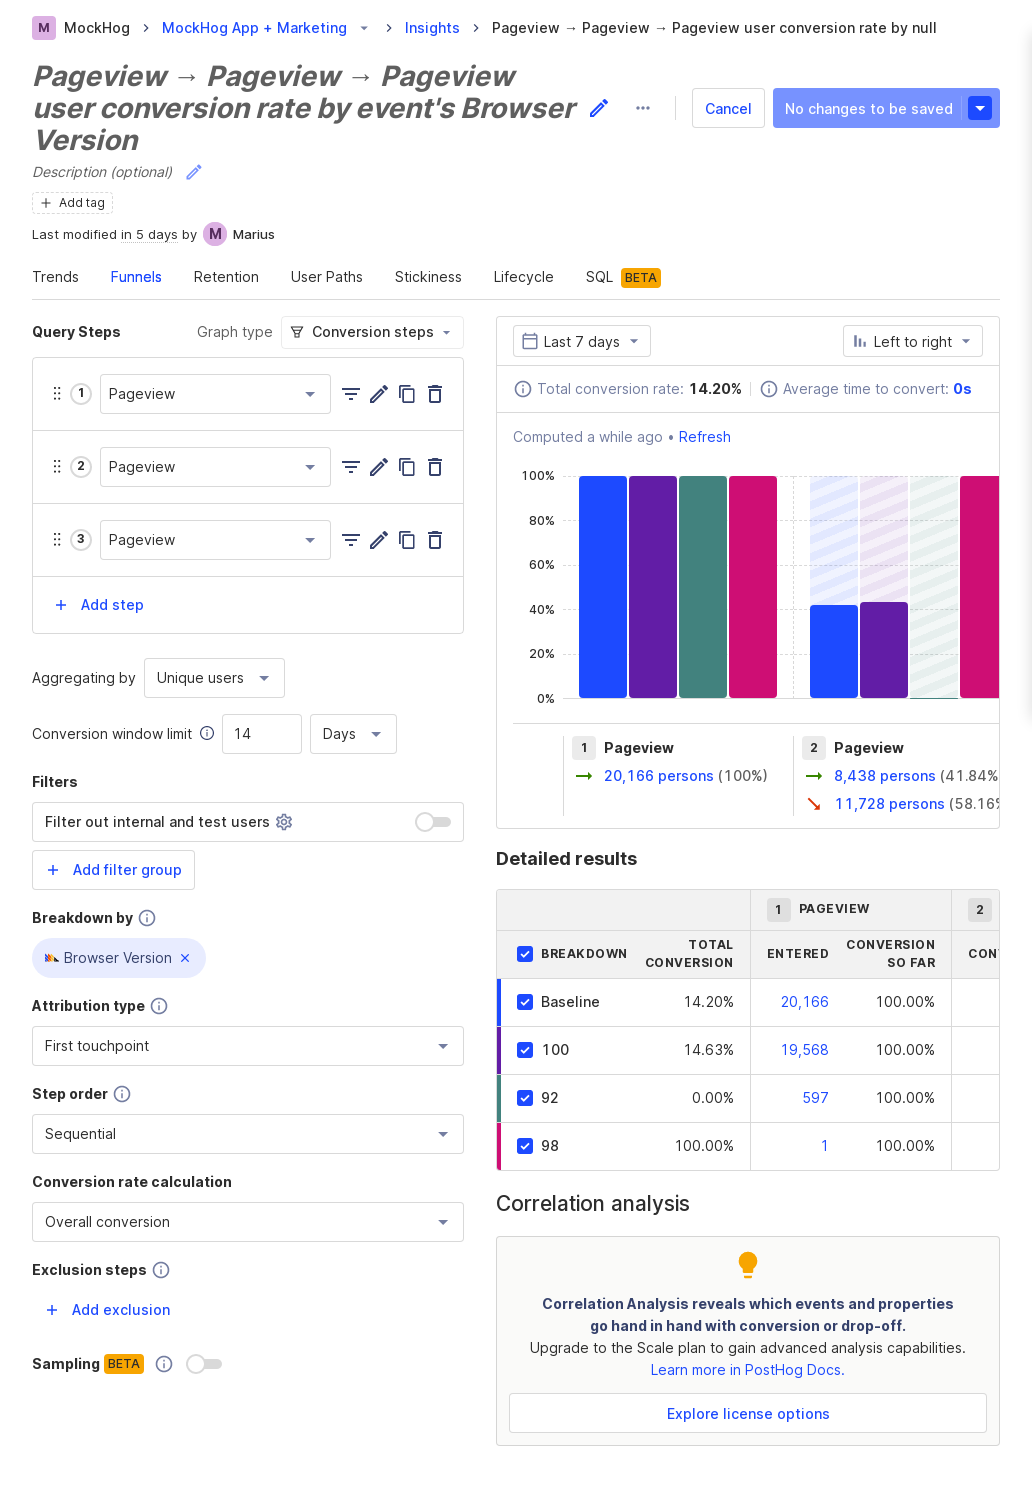 M MockHog MockHog App + Marketing Insights Pageview → Pageview → Pageview user conversion rate by null
Pageview → Pageview → Pageview
user conversion rate by event's Browser
Version
Cancel
No changes to be saved
Description (optional)
Add tag
Last modified in 5 days by M Marius
Trends Funnels Retention User Paths Stickiness Lifecycle SQL BETA
Query Steps
Graph type Conversion steps
1 Pageview
2 Pageview
3 Pageview
Add step
Aggregating by Unique users
Conversion window limit 14 Days
Filters
Filter out internal and test users
Add filter group
Breakdown by
Browser Version
Attribution type
First touchpoint
Step order
Sequential
Conversion rate calculation
Overall conversion
Exclusion steps
Add exclusion
Sampling BETA
Last 7 days
Left to right
Total conversion rate: 14.20%
Average time to convert: 0s
Computed a while ago • Refresh
100%
80%
60%
40%
20%
0%
1 Pageview
20,166 persons (100%)
2 Pageview
8,438 persons (41.84%
11,728 persons (58.16%
Detailed results
1 PAGEVIEW 2
BREAKDOWN
TOTAL
CONVERSION
ENTERED
CONVERSION
SO FAR
Baseline 14.20% 20,166 100.00%
100 14.63% 19,568 100.00%
92 0.00% 597 100.00%
98 100.00% 1 100.00%
Correlation analysis
Correlation Analysis reveals which events and properties
go hand in hand with conversion or drop-off.
Upgrade to the Scale plan to gain advanced analysis capabilities.
Learn more in PostHog Docs.
Explore license options